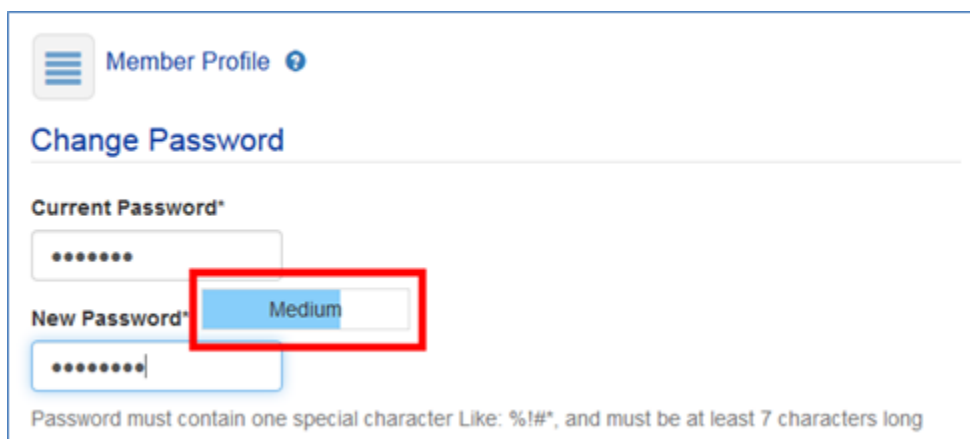 Member Profile
Change Password
Current Password*
•••••••
Medium
New Password*
••••••••
Password must contain one special character Like: %!#*, and must be at least 7 characters long